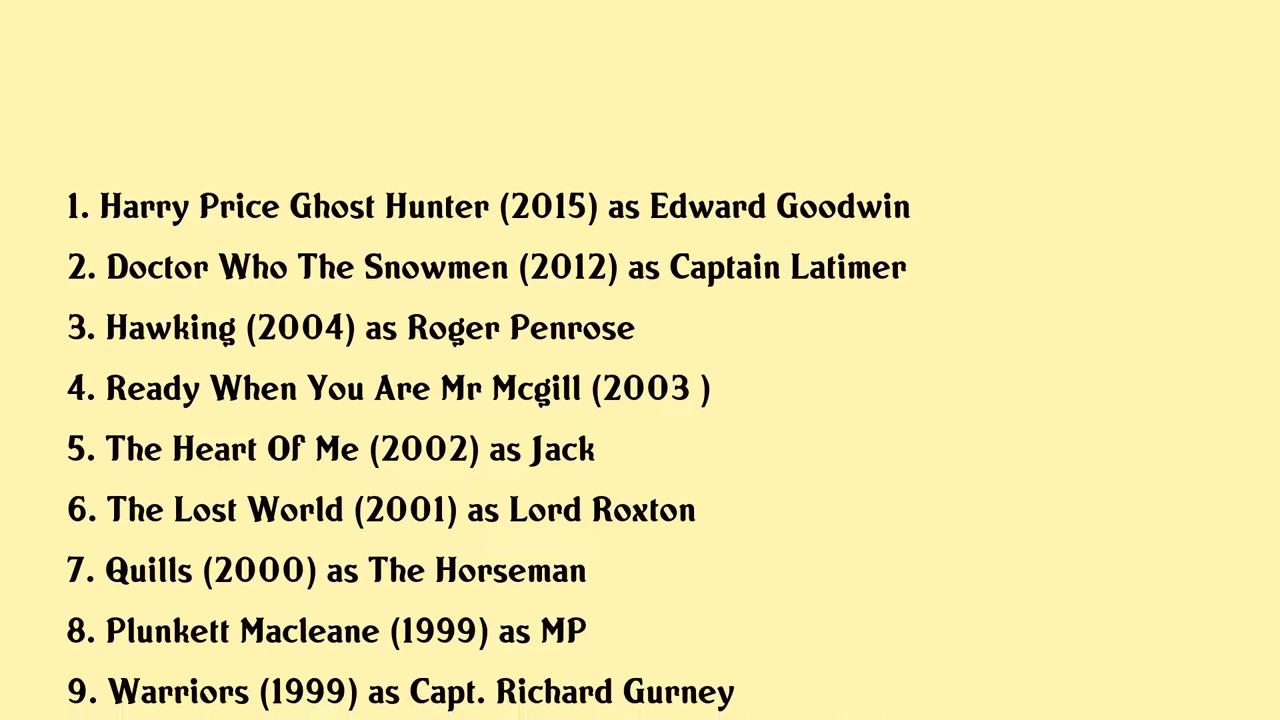 1. Harry Price Ghost Hunter (2015) as Edward Goodwin
2. Doctor Who The Snowmen (2012) as Captain Latimer
3. Hawking (2004) as Roger Penrose
4. Ready When You Are Mr Mcgill (2003 )
5. The Heart Of Me (2002) as Jack
6. The Lost World (2001) as Lord Roxton
7. Quills (2000) as The Horseman
8. Plunkett Macleane (1999) as MP
9. Warriors (1999) as Capt. Richard Gurney